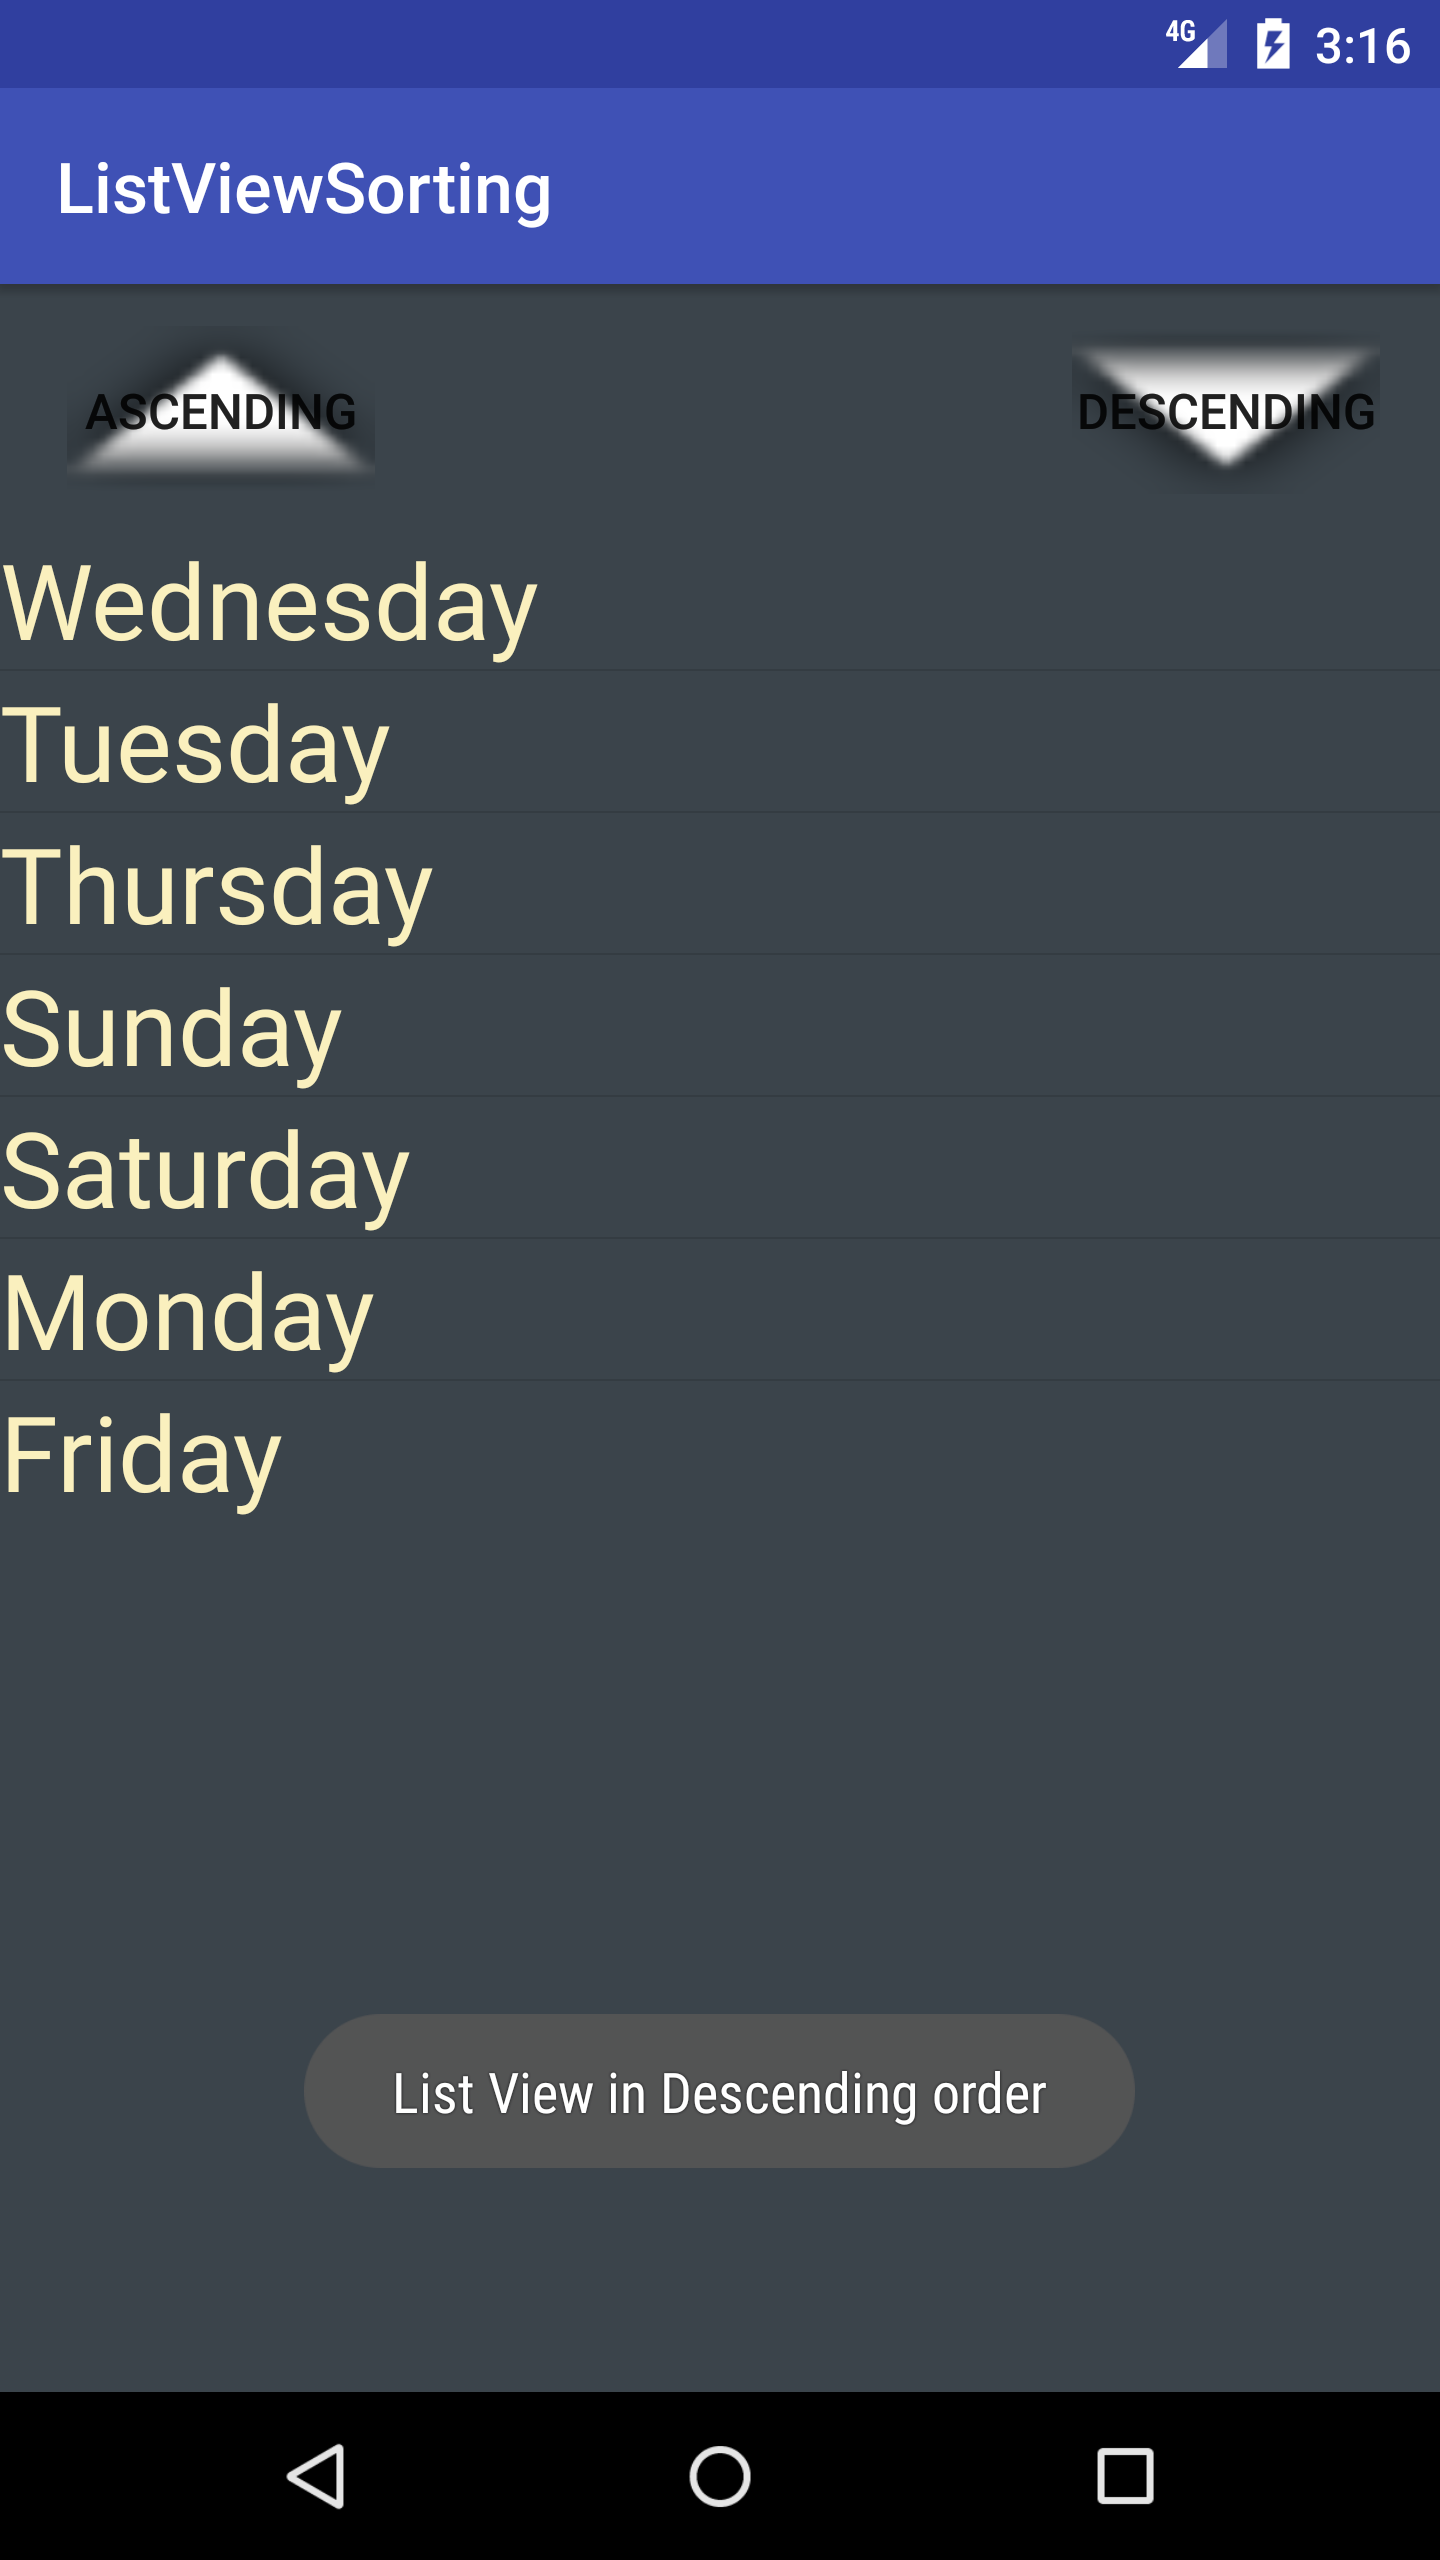 4G 3:16
ListViewSorting
ASCENDING DESCENDING
Wednesday
Tuesday
Thursday
Sunday
Saturday
Monday
Friday
List View in Descending order